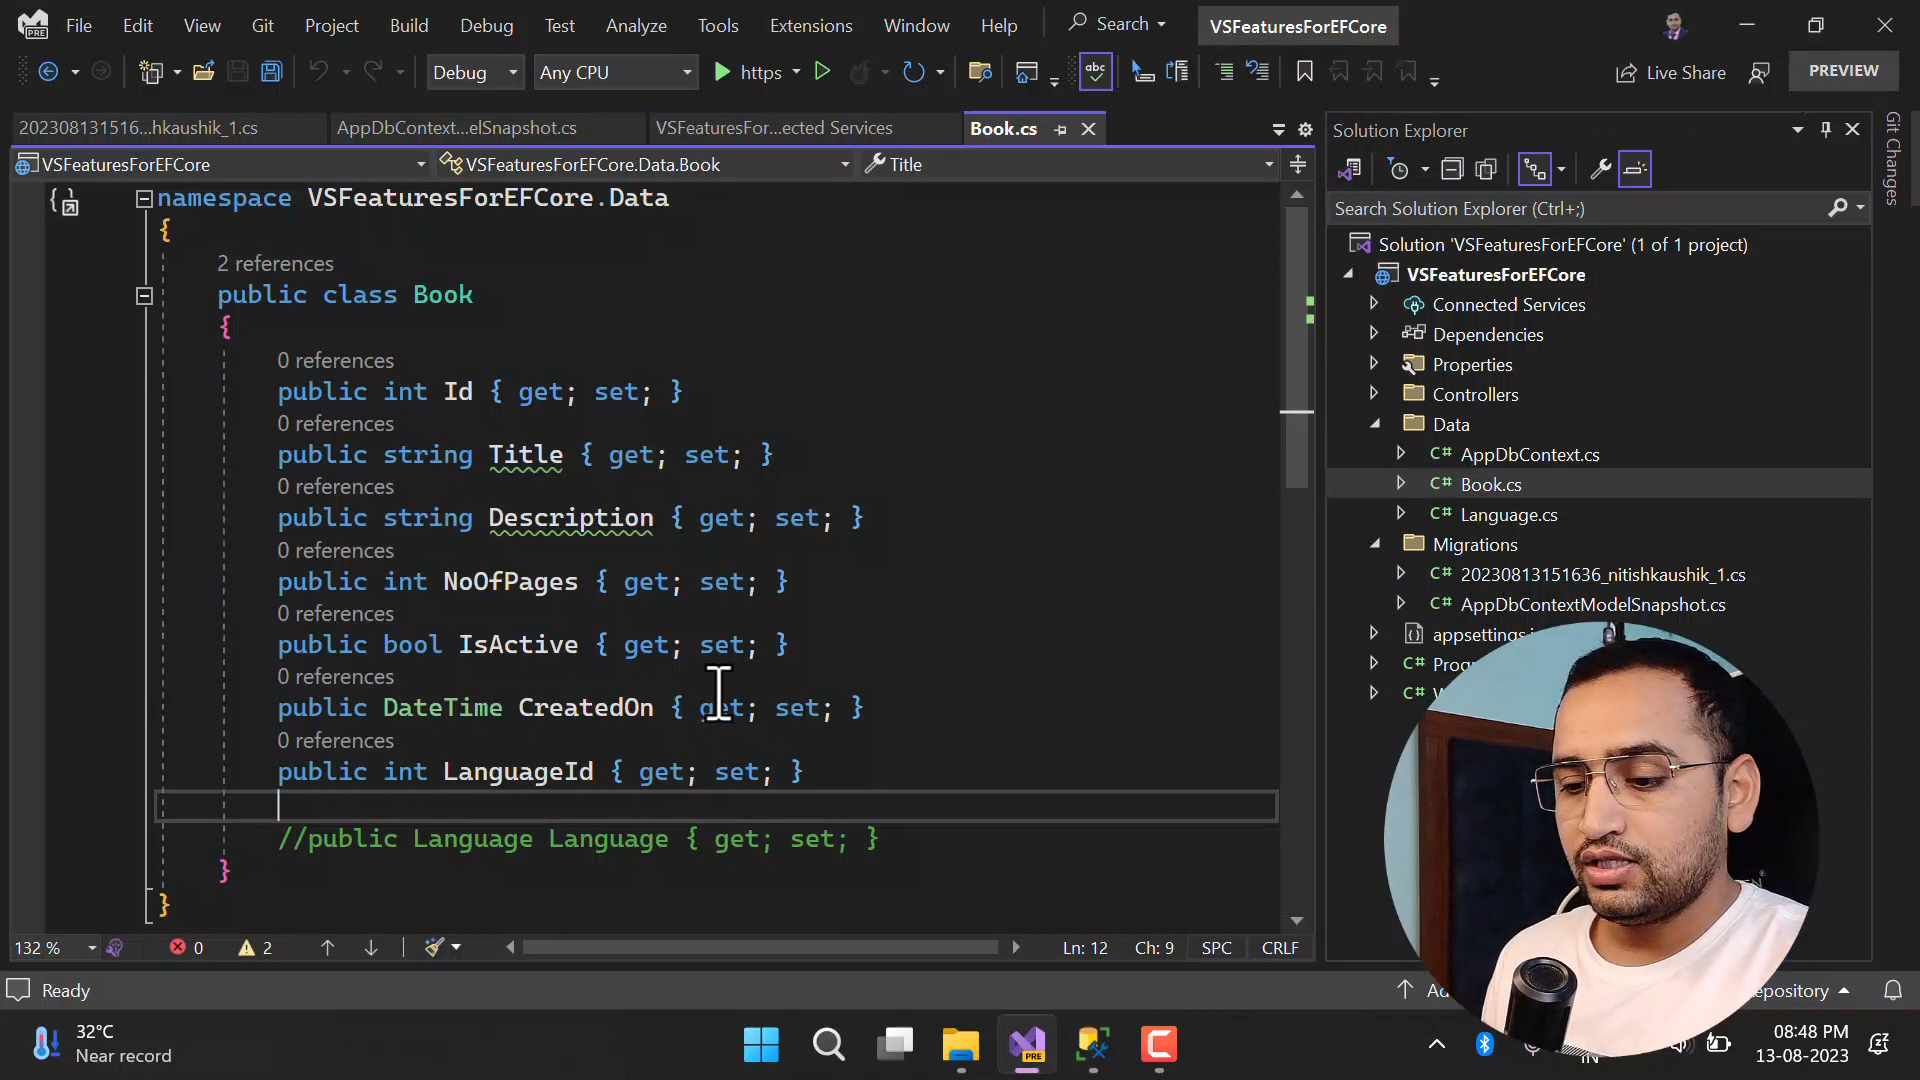 File Edit View Git Project Build Debug Test Analyze Tools Extensions Window Help Search VSFeaturesForEFCore
PRE
Debug Any CPU https abc Live Share PREVIEW
202308131516...hkaushik_1.cs AppDbContext...elSnapshot.cs VSFeaturesFor...ected Services Book.cs
VSFeaturesForEFCore VSFeaturesForEFCore.Data.Book Title
namespace VSFeaturesForEFCore.Data
{
2 references
public class Book
{
0 references
public int Id { get; set; }
0 references
public string Title { get; set; }
0 references
public string Description { get; set; }
0 references
public int NoOfPages { get; set; }
0 references
public bool IsActive { get; set; }
0 references
public DateTime CreatedOn { get; set; }
0 references
public int LanguageId { get; set; }
//public Language Language { get; set; }
}
}
132 % 0 2 Ln: 12 Ch: 9 SPC CRLF
Solution Explorer
Search Solution Explorer (Ctrl+;)
Solution 'VSFeaturesForEFCore' (1 of 1 project)
VSFeaturesForEFCore
Connected Services
Dependencies
Properties
Controllers
Data
C# AppDbContext.cs
C# Book.cs
C# Language.cs
Migrations
C# 20230813151636_nitishkaushik_1.cs
C# AppDbContextModelSnapshot.cs
appsettings
C#
C#
Git Changes
Ready
32°C
Near record
PRE
08:48 PM
13-08-2023